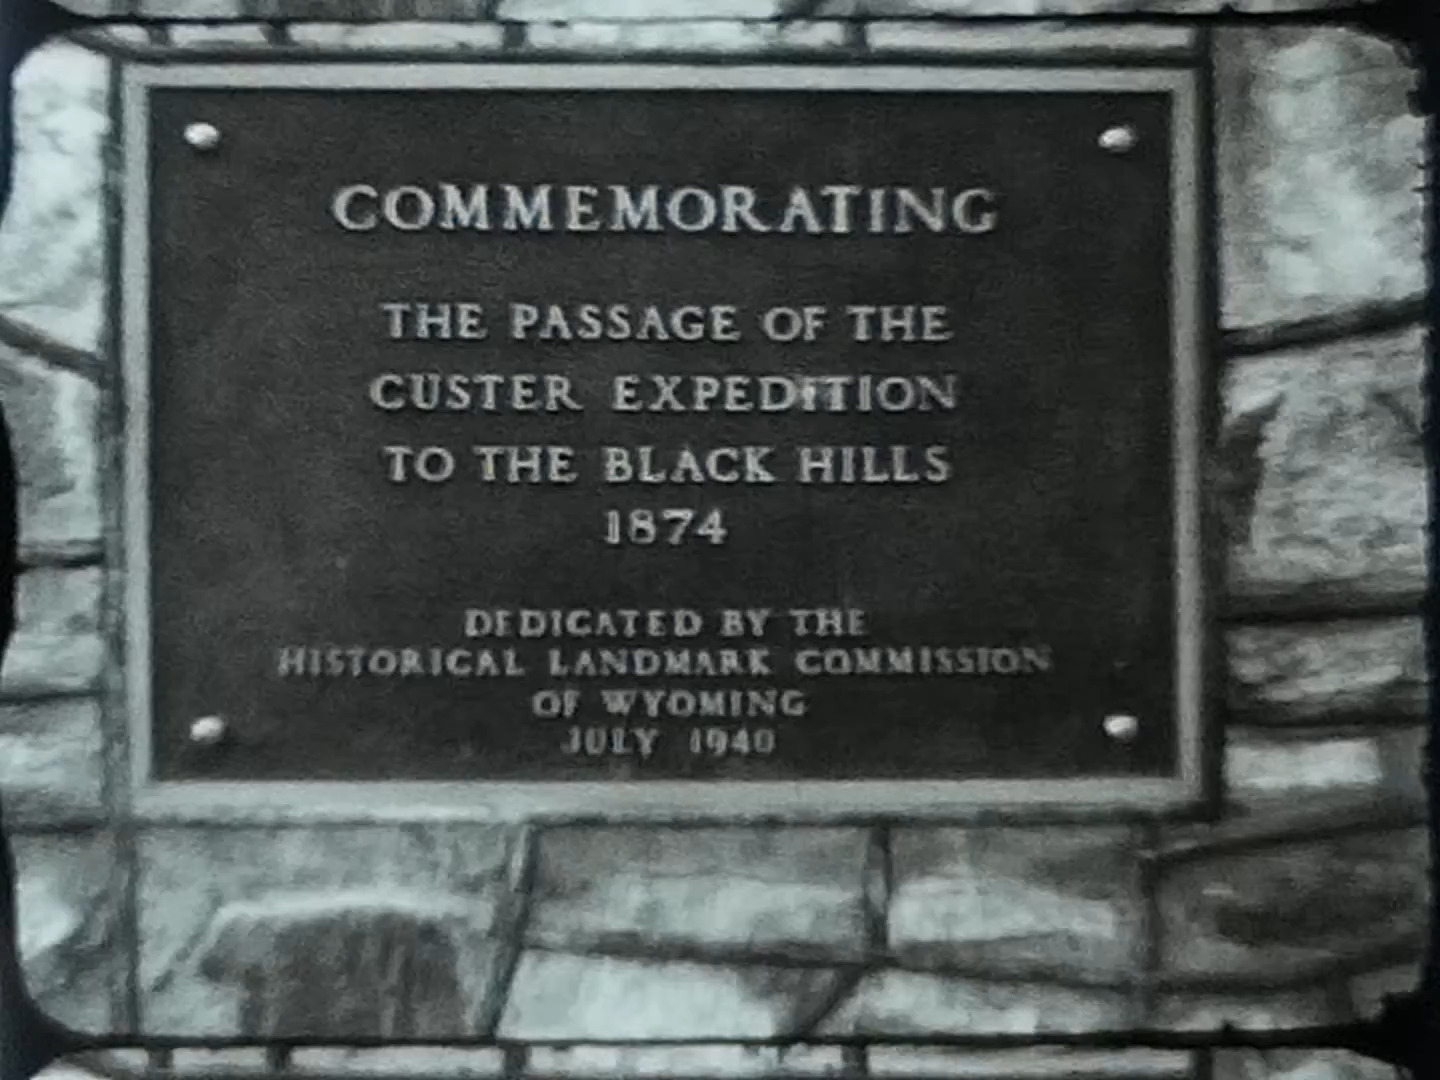 COMMEMORATING
THE PASSAGE OF THE
CUSTER EXPEDITION
TO THE BLACK HILLS
1874
DEDICATED BY THE
HISTORICAL LANDMARK COMMISSION
OF WYOMING
JULY 1940